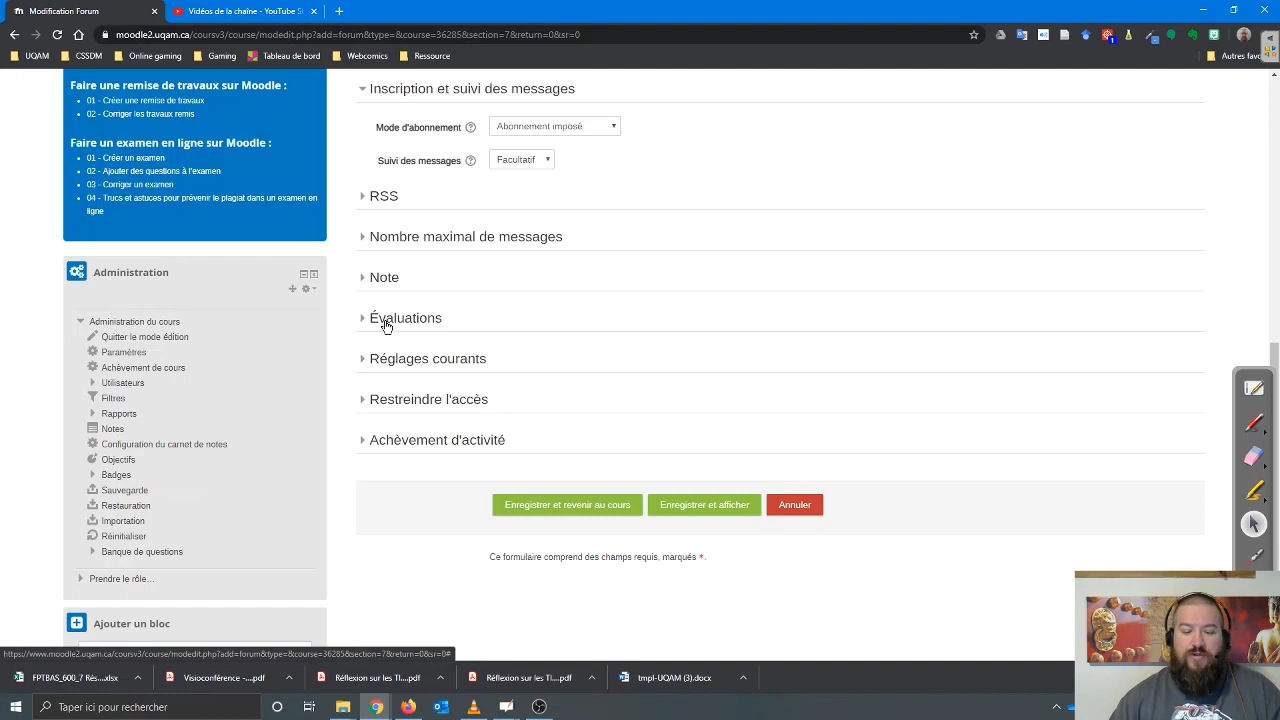 Modification Forum
Vidéos de la chaîne - YouTube
moodle2.uqam.ca/coursv3/course/modedit.php?add=forum&type=&course=36285&section=7&return=0&sr=0
UQAM
CSSDM
Online gaming
Gaming
Tableau de bord
Webcomics
Ressource
Autres
Faire une remise de travaux sur Moodle :
01 - Créer une remise de travaux
02 - Corriger les travaux remis
Faire un examen en ligne sur Moodle :
01 - Créer un examen
02 - Ajouter des questions à l'examen
03 - Corriger un examen
04 - Trucs et astuces pour prévenir le plagiat dans un examen en
ligne
Administration
Administration du cours
Quitter le mode édition
Paramètres
Achèvement de cours
Utilisateurs
Filtres
Rapports
Notes
Configuration du carnet de notes
Objectifs
Badges
Sauvegarde
Restauration
Importation
Réinitialiser
Banque de questions
Prendre le rôle...
Ajouter un bloc
Inscription et suivi des messages
Mode d'abonnement
Abonnement imposé
Suivi des messages
Facultatif
RSS
Nombre maximal de messages
Note
Évaluations
Réglages courants
Restreindre l'accès
Achèvement d'activité
Enregistrer et revenir au cours
Enregistrer et afficher
Annuler
Ce formulaire comprend des champs requis, marqués *.
https://www.moodle2.uqam.ca/coursv3/course/modedit.php?add=forum&type=&course=36285&section=7&return=0&sr=0#
FPTBAS_600_7 Rés....xlsx
Visioconférence -....pdf
Réflexion sur les TI....pdf
Réflexion sur les TI....pdf
tmpl-UQAM (3).docx
Taper ici pour rechercher